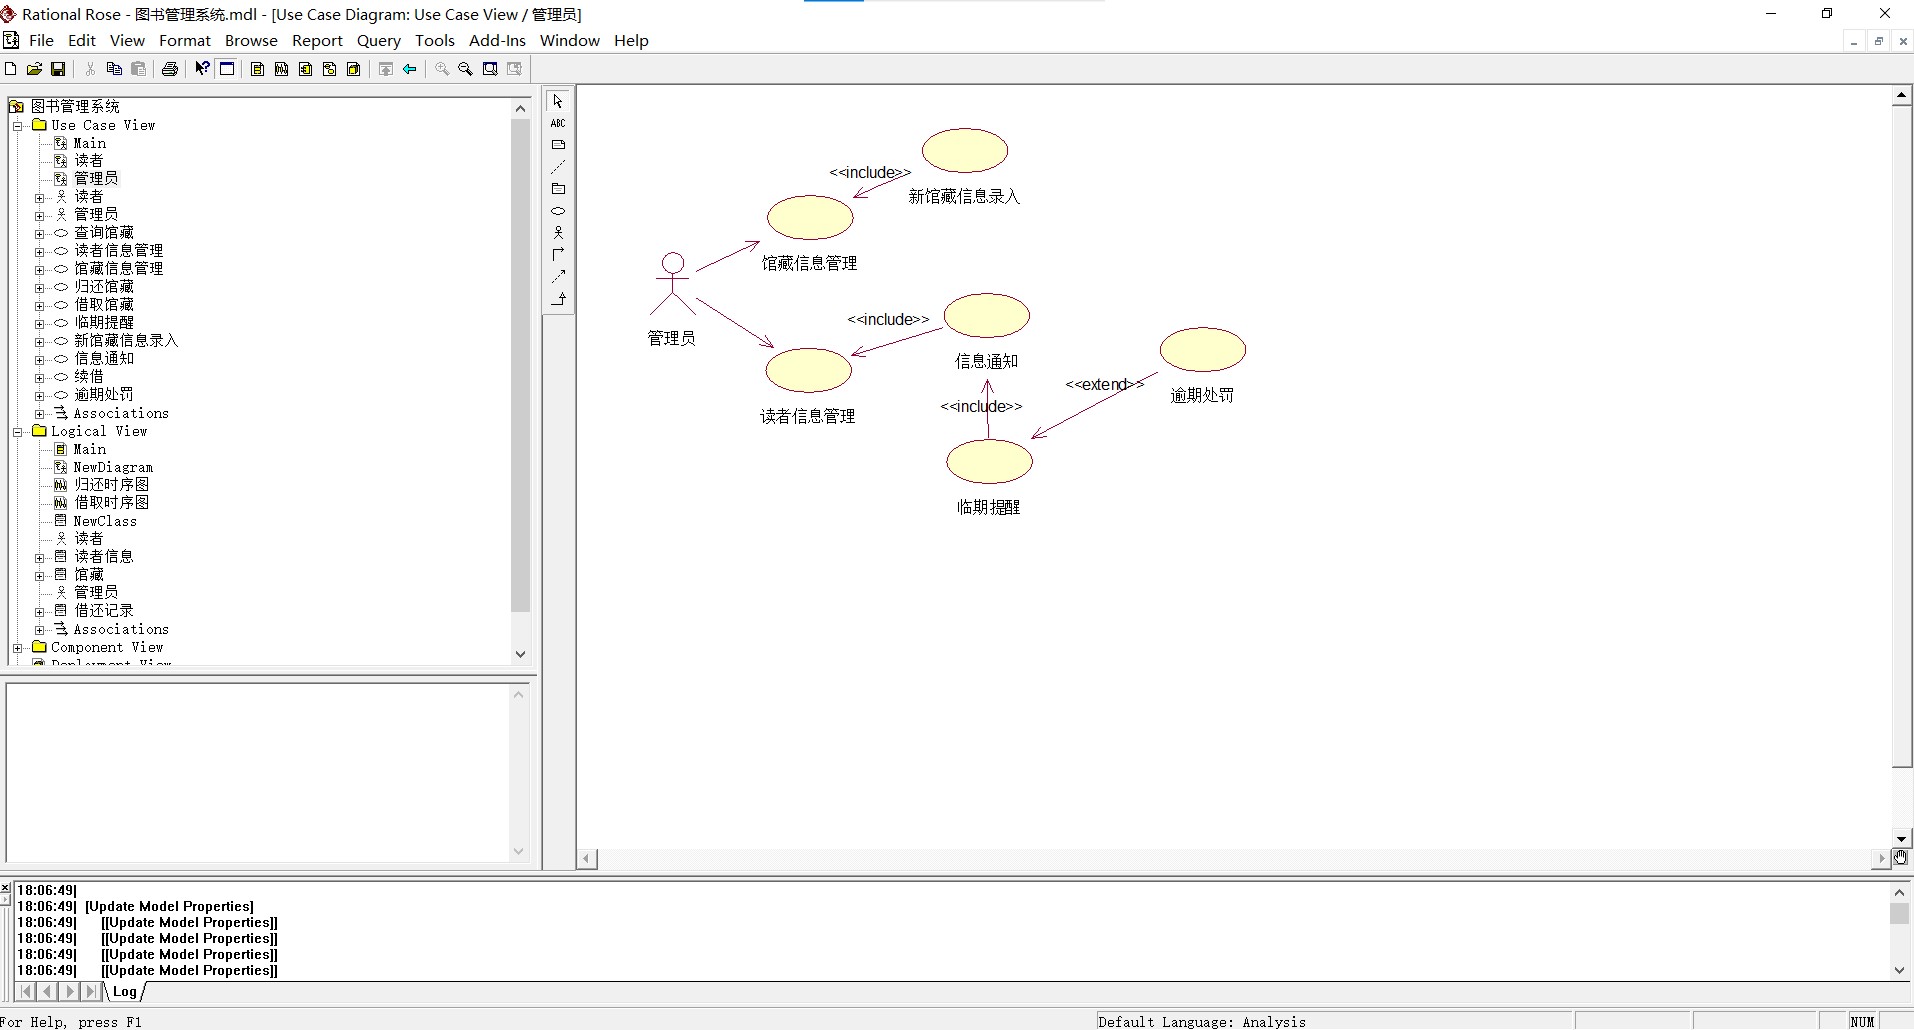 Rational Rose - 图书管理系统.mdl - [Use Case Diagram: Use Case View / 管理员]
File Edit View Format Browse Report Query Tools Add-Ins Window Help
图书管理系统
Use Case View
Main
读者
管理员
读者
管理员
查询馆藏
读者信息管理
馆藏信息管理
归还馆藏
借取馆藏
临期提醒
新馆藏信息录入
信息通知
续借
逾期处罚
Associations
Logical View
Main
NewDiagram
归还时序图
借取时序图
NewClass
读者
读者信息
馆藏
管理员
借还记录
Associations
Component View
Deployment View
ABC
<<include>>
新馆藏信息录入
馆藏信息管理
管理员
<<include>>
信息通知
读者信息管理
<<include>>
<<extend>>
逾期处罚
临期提醒
18:06:49|
18:06:49| [Update Model Properties]
18:06:49| [[Update Model Properties]]
18:06:49| [[Update Model Properties]]
18:06:49| [[Update Model Properties]]
18:06:49| [[Update Model Properties]]
Log
For Help, press F1
Default Language: Analysis
NUM